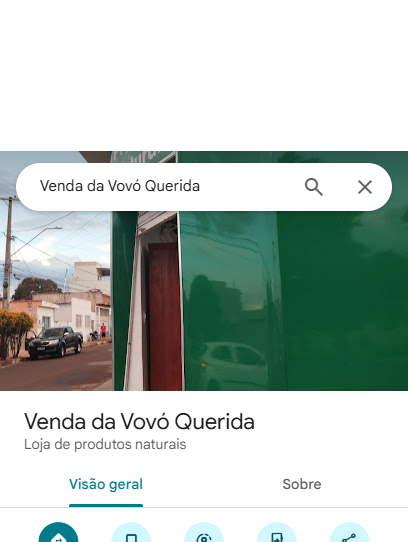 Venda da Vovó Querida
Venda da Vovó Querida
Loja de produtos naturais
Visão geral
Sobre